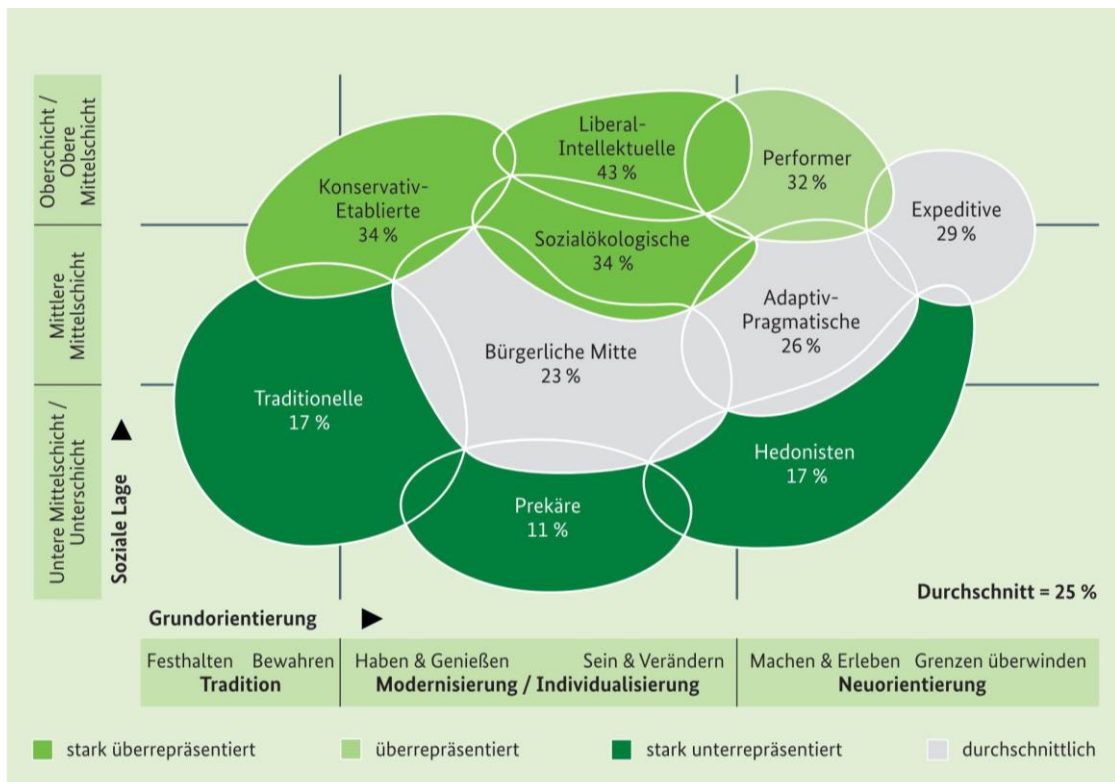 Oberschicht /
Obere
Mittelschicht
Mittlere
Mittelschicht
Untere Mittelschicht /
Unterschicht
Soziale Lage
Konservativ-
Etablierte
34 %
Liberal-
Intellektuelle
43 %
Performer
32 %
Expeditive
29 %
Sozialökologische
34 %
Adaptiv-
Pragmatische
26 %
Bürgerliche Mitte
23 %
Traditionelle
17 %
Hedonisten
17 %
Prekäre
11 %
Durchschnitt = 25 %
Grundorientierung
Festhalten Bewahren
Tradition
Haben & Genießen Sein & Verändern
Modernisierung / Individualisierung
Machen & Erleben Grenzen überwinden
Neuorientierung
stark überrepräsentiert
überrepräsentiert
stark unterrepräsentiert
durchschnittlich